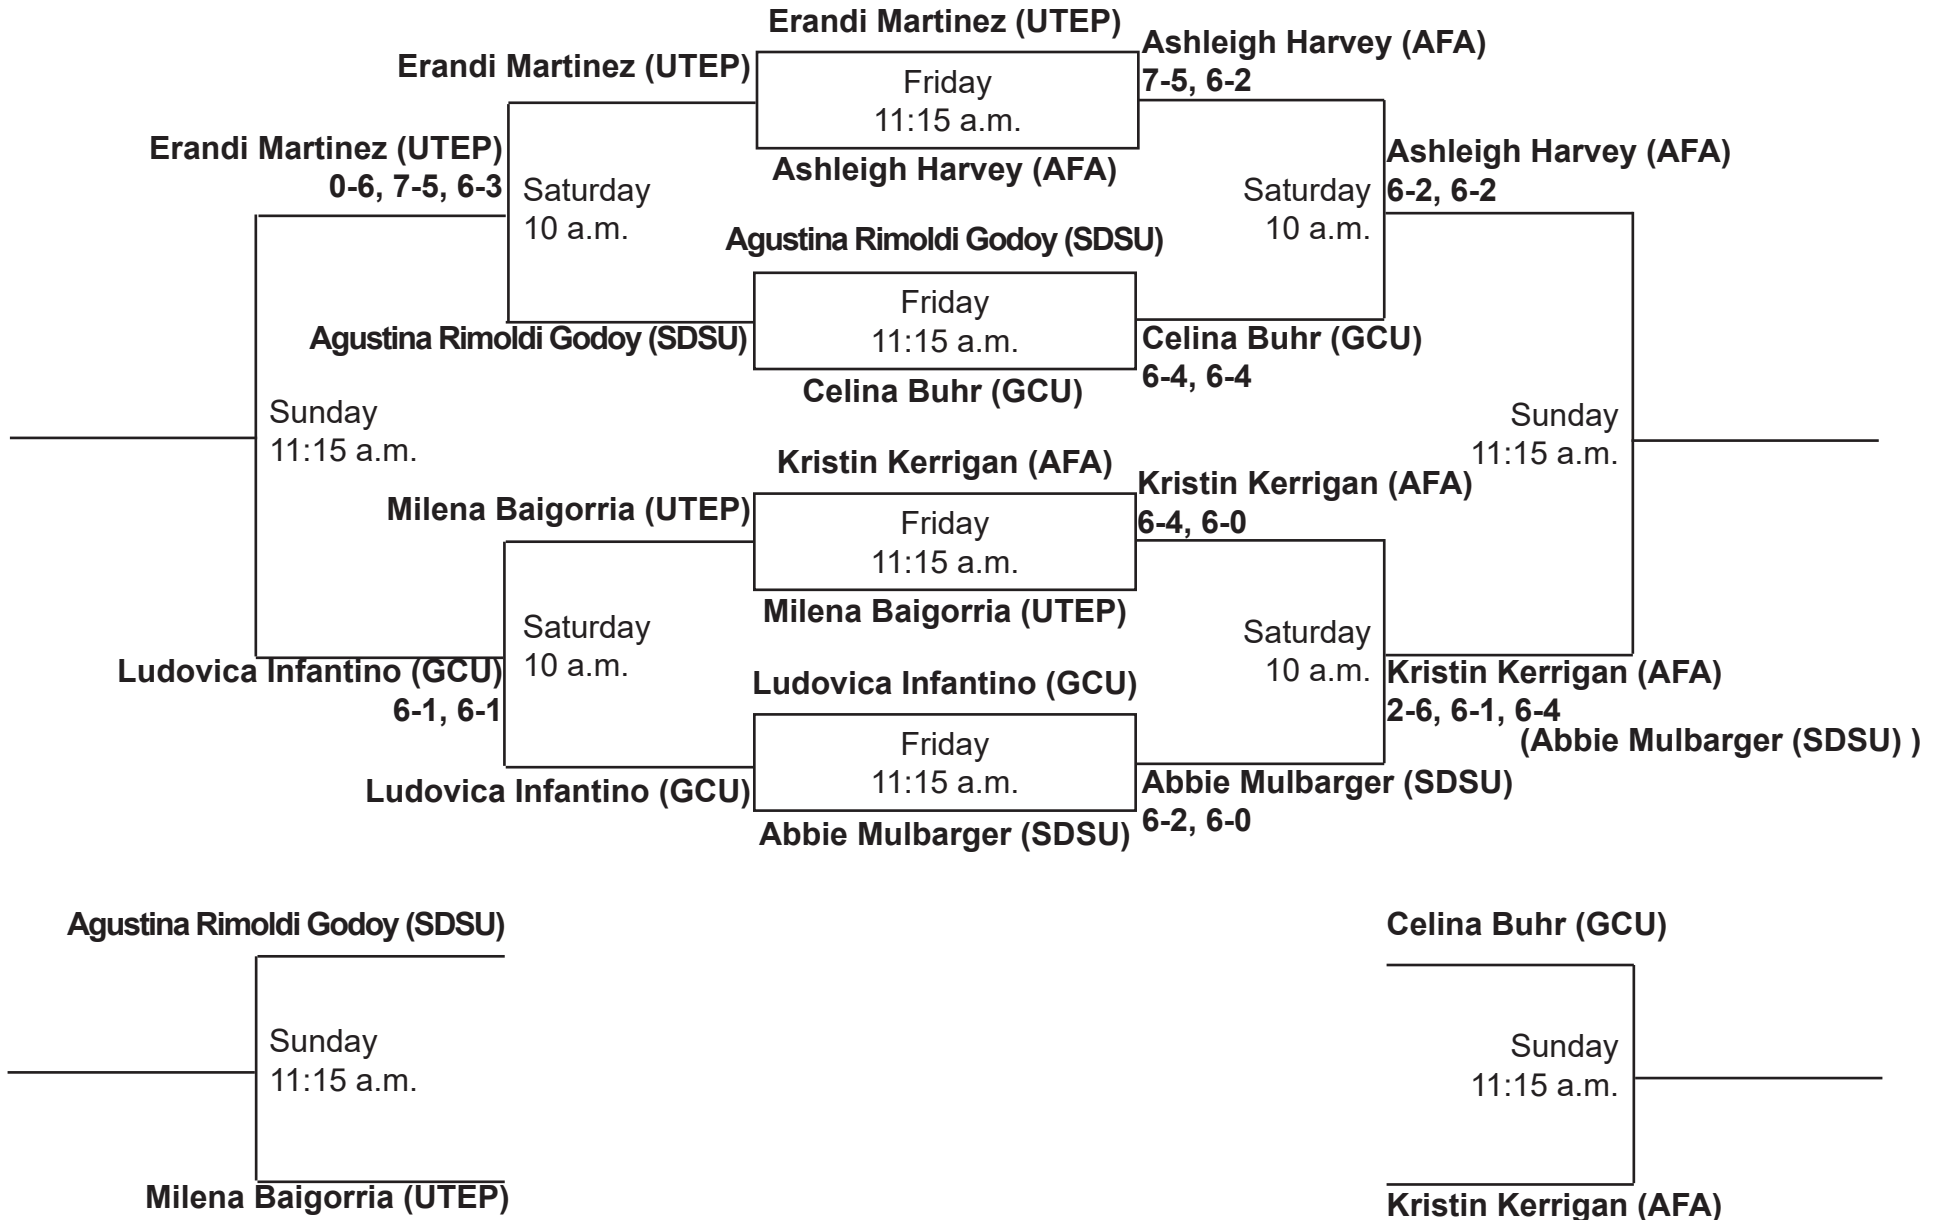 Erandi Martinez (UTEP)
Erandi Martinez (UTEP)
Friday
11:15 a.m.
Ashleigh Harvey (AFA)
7-5, 6-2
Erandi Martinez (UTEP)
0-6, 7-5, 6-3
Saturday
10 a.m.
Ashleigh Harvey (AFA)
Saturday
10 a.m.
Ashleigh Harvey (AFA)
6-2, 6-2
Agustina Rimoldi Godoy (SDSU)
Agustina Rimoldi Godoy (SDSU)
Friday
11:15 a.m.
Celina Buhr (GCU)
6-4, 6-4
Celina Buhr (GCU)
Sunday
11:15 a.m.
Sunday
11:15 a.m.
Kristin Kerrigan (AFA)
Milena Baigorria (UTEP)
Friday
11:15 a.m.
Kristin Kerrigan (AFA)
6-4, 6-0
Milena Baigorria (UTEP)
Saturday
10 a.m.
Saturday
10 a.m.
Ludovica Infantino (GCU)
6-1, 6-1
Ludovica Infantino (GCU)
Kristin Kerrigan (AFA)
2-6, 6-1, 6-4
(Abbie Mulbarger (SDSU) )
Ludovica Infantino (GCU)
Friday
11:15 a.m.
Abbie Mulbarger (SDSU)
6-2, 6-0
Abbie Mulbarger (SDSU)
Agustina Rimoldi Godoy (SDSU)
Sunday
11:15 a.m.
Milena Baigorria (UTEP)
Celina Buhr (GCU)
Sunday
11:15 a.m.
Kristin Kerrigan (AFA)